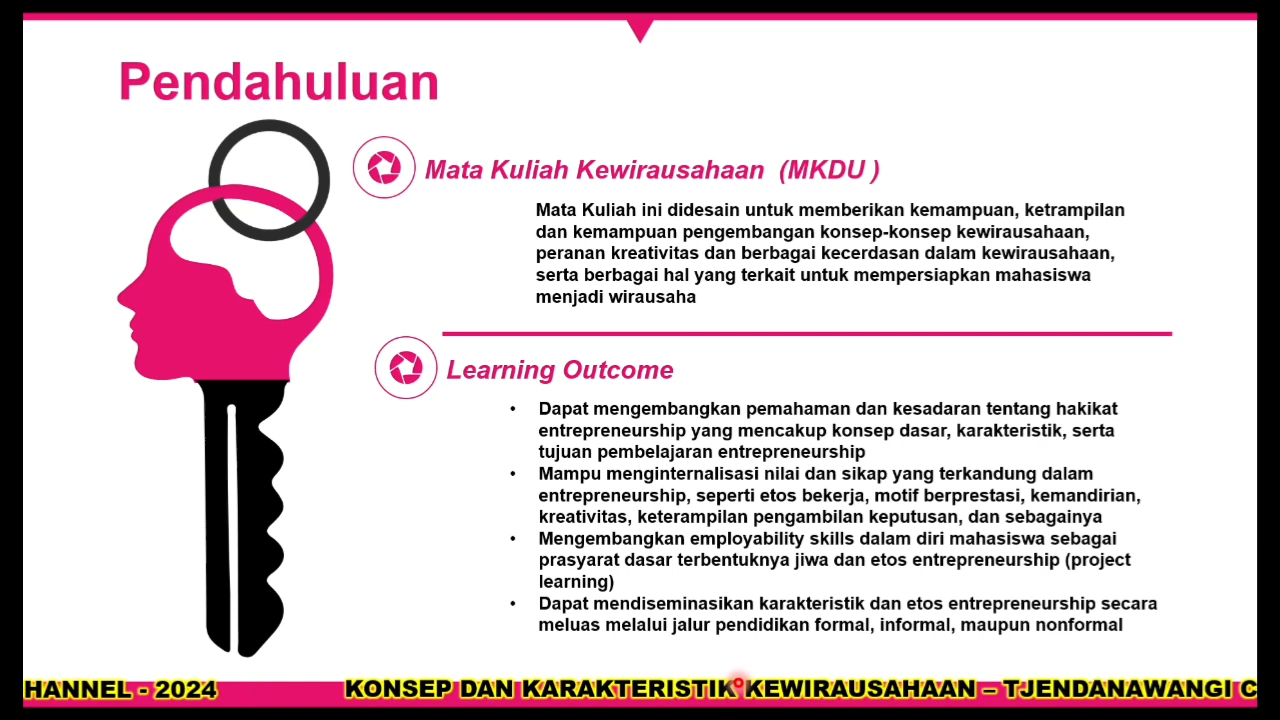 Pendahuluan
Mata Kuliah Kewirausahaan (MKDU )
Mata Kuliah ini didesain untuk memberikan kemampuan, ketrampilan
dan kemampuan pengembangan konsep-konsep kewirausahaan,
peranan kreativitas dan berbagai kecerdasan dalam kewirausahaan,
serta berbagai hal yang terkait untuk mempersiapkan mahasiswa
menjadi wirausaha
Learning Outcome
• Dapat mengembangkan pemahaman dan kesadaran tentang hakikat
entrepreneurship yang mencakup konsep dasar, karakteristik, serta
tujuan pembelajaran entrepreneurship
• Mampu menginternalisasi nilai dan sikap yang terkandung dalam
entrepreneurship, seperti etos bekerja, motif berprestasi, kemandirian,
kreativitas, keterampilan pengambilan keputusan, dan sebagainya
• Mengembangkan employability skills dalam diri mahasiswa sebagai
prasyarat dasar terbentuknya jiwa dan etos entrepreneurship (project
learning)
• Dapat mendiseminasikan karakteristik dan etos entrepreneurship secara
meluas melalui jalur pendidikan formal, informal, maupun nonformal
HANNEL - 2024 KONSEP DAN KARAKTERISTIK KEWIRAUSAHAAN – TJENDANAWANGI C